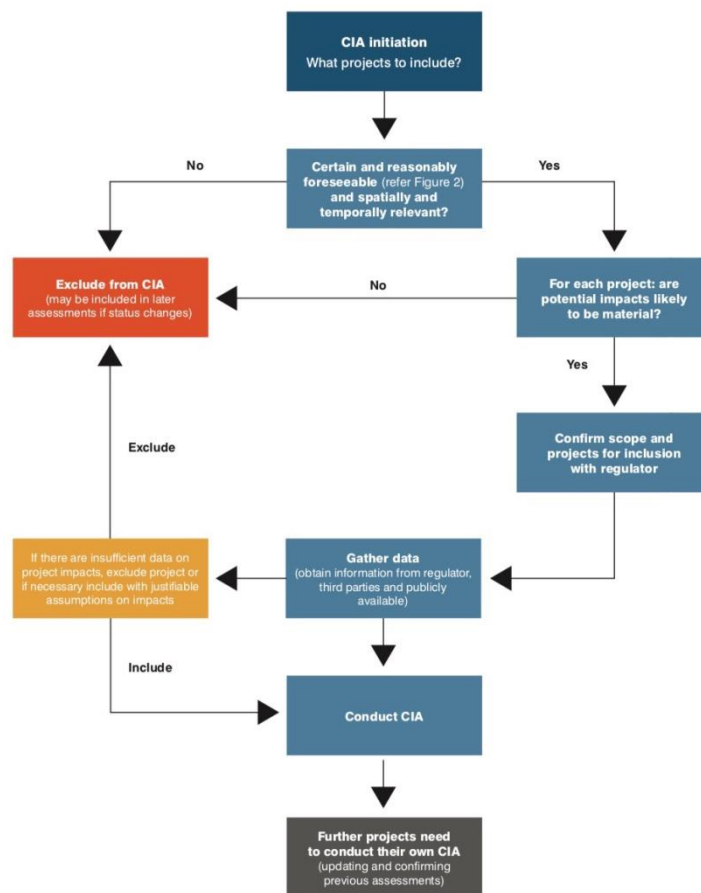 CIA initiation
What projects to include?
No
Certain and reasonably
foreseeable (refer Figure 2)
and spatially and
temporally relevant?
Yes
Exclude from CIA
(may be included in later
assessments if status changes)
No
For each project: are
potential impacts likely
to be material?
Yes
Exclude
Confirm scope and
projects for inclusion
with regulator
If there are insufficient data on
project impacts, exclude project or
if necessary include with justifiable
assumptions on impacts
Gather data
(obtain information from regulator,
third parties and publicly
available)
Include
Conduct CIA
Further projects need
to conduct their own CIA
(updating and confirming
previous assessments)